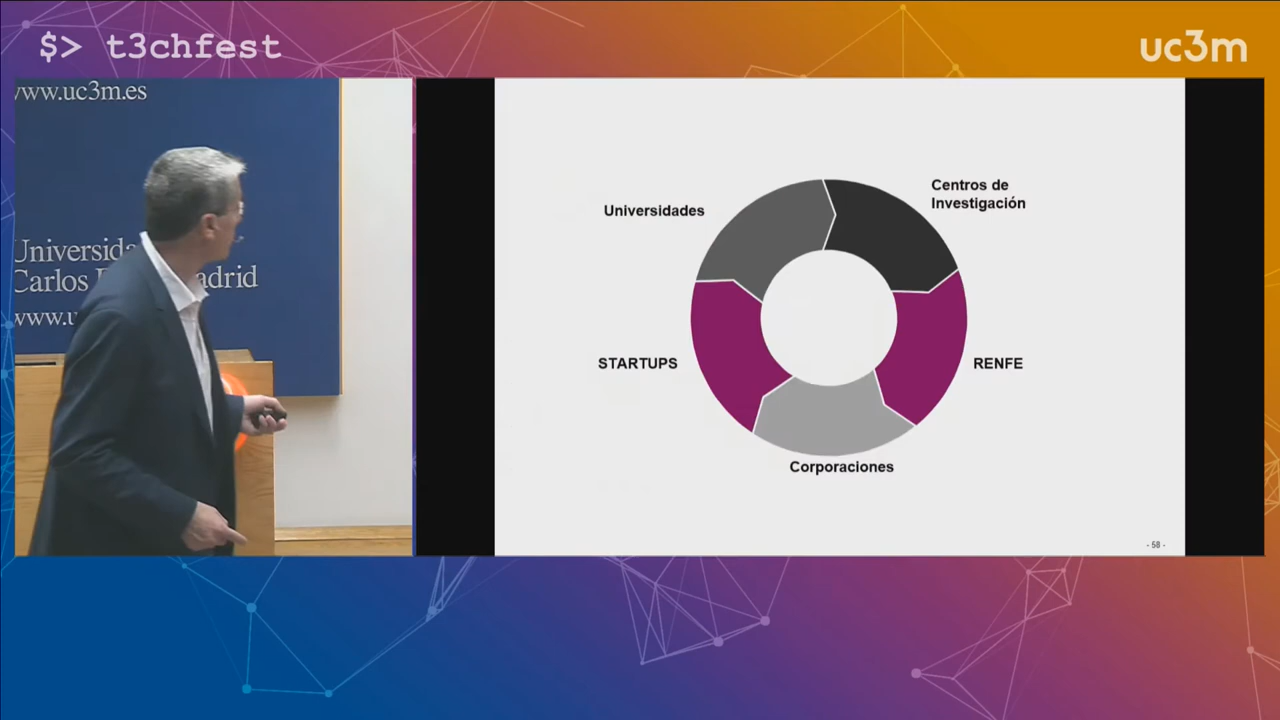 $> t3chfest
uc3m
www.uc3m.es
Universida
Carlos
adrid
www.u
Universidades
Centros de
Investigación
STARTUPS
RENFE
Corporaciones
- 58 -